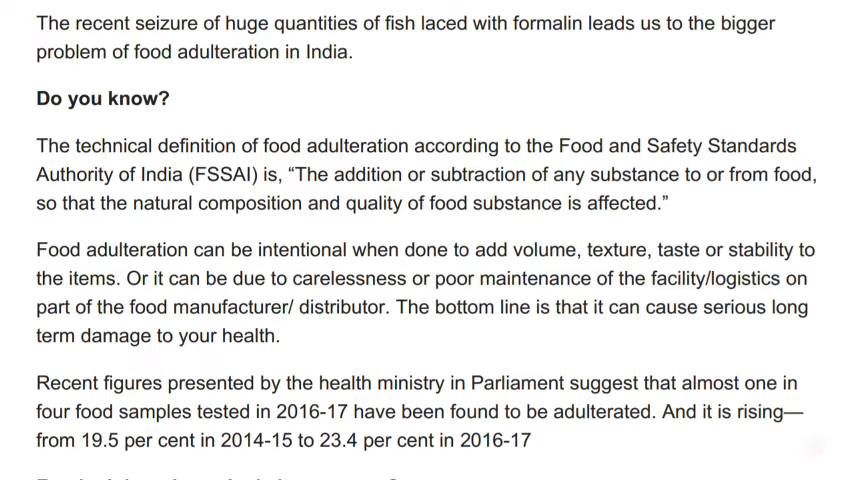 The recent seizure of huge quantities of fish laced with formalin leads us to the bigger
problem of food adulteration in India.
Do you know?
The technical definition of food adulteration according to the Food and Safety Standards
Authority of India (FSSAI) is, “The addition or subtraction of any substance to or from food,
so that the natural composition and quality of food substance is affected.”
Food adulteration can be intentional when done to add volume, texture, taste or stability to
the items. Or it can be due to carelessness or poor maintenance of the facility/logistics on
part of the food manufacturer/ distributor. The bottom line is that it can cause serious long
term damage to your health.
Recent figures presented by the health ministry in Parliament suggest that almost one in
four food samples tested in 2016-17 have been found to be adulterated. And it is rising—
from 19.5 per cent in 2014-15 to 23.4 per cent in 2016-17